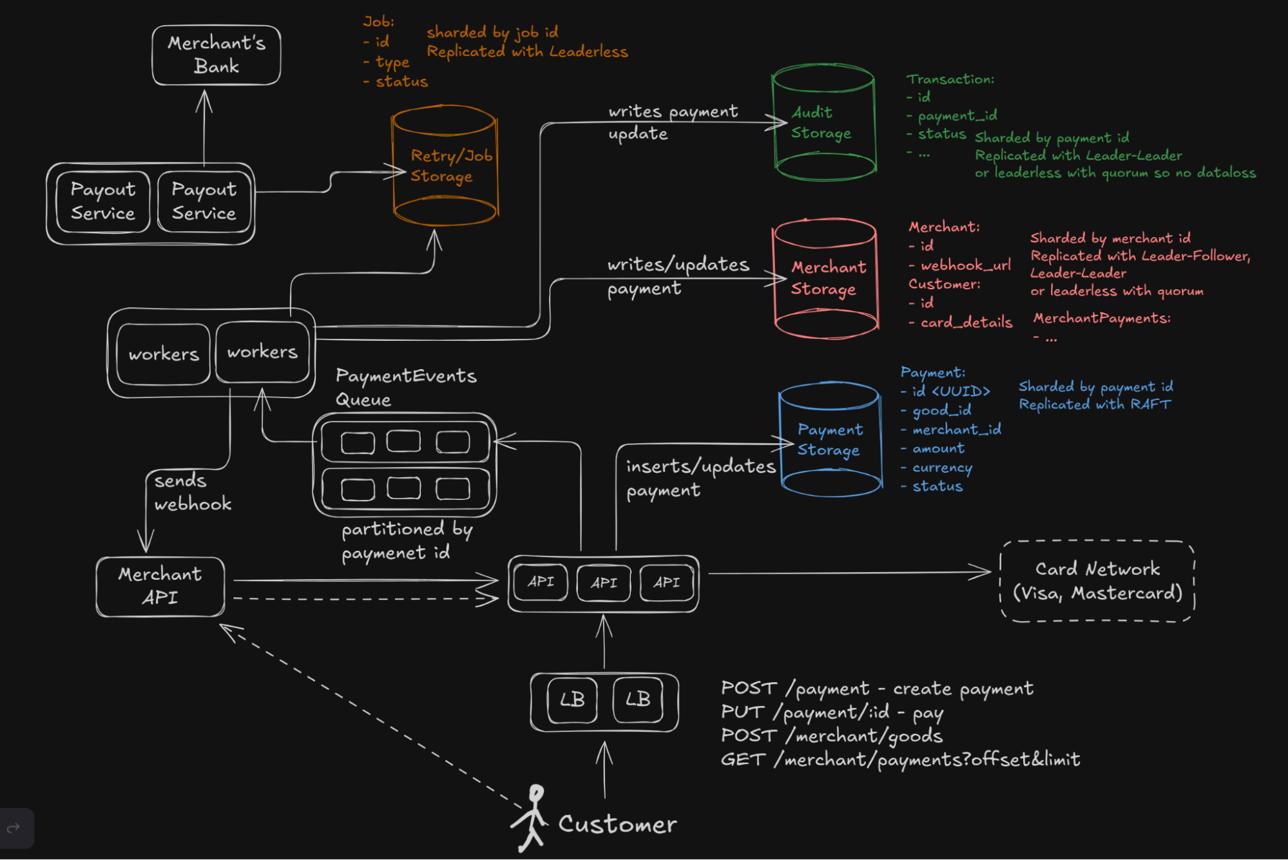 Merchant's
Bank
Job:
- id
- type
- status
sharded by job id
Replicated with Leaderless
Retry/Job
Storage
Payout
Service
Payout
Service
writes payment
update
Audit
Storage
Transaction:
- id
- payment_id
- status
- ...
Sharded by payment id
Replicated with Leader-Leader
or leaderless with quorum so no dataloss
writes/updates
payment
Merchant
Storage
Merchant:
- id
- webhook_url
Customer:
- id
- card_details
Sharded by merchant id
Replicated with Leader-Follower,
Leader-Leader
or leaderless with quorum
MerchantPayments:
- ...
workers
workers
PaymentEvents
Queue
partitioned by
paymenet id
inserts/updates
payment
Payment
Storage
Payment:
- id <UUID>
- good_id
- merchant_id
- amount
- currency
- status
Sharded by payment id
Replicated with RAFT
sends
webhook
Merchant
API
API
API
API
Card Network
(Visa, Mastercard)
LB
LB
POST /payment - create payment
PUT /payment/:id - pay
POST /merchant/goods
GET /merchant/payments?offset&limit
Customer